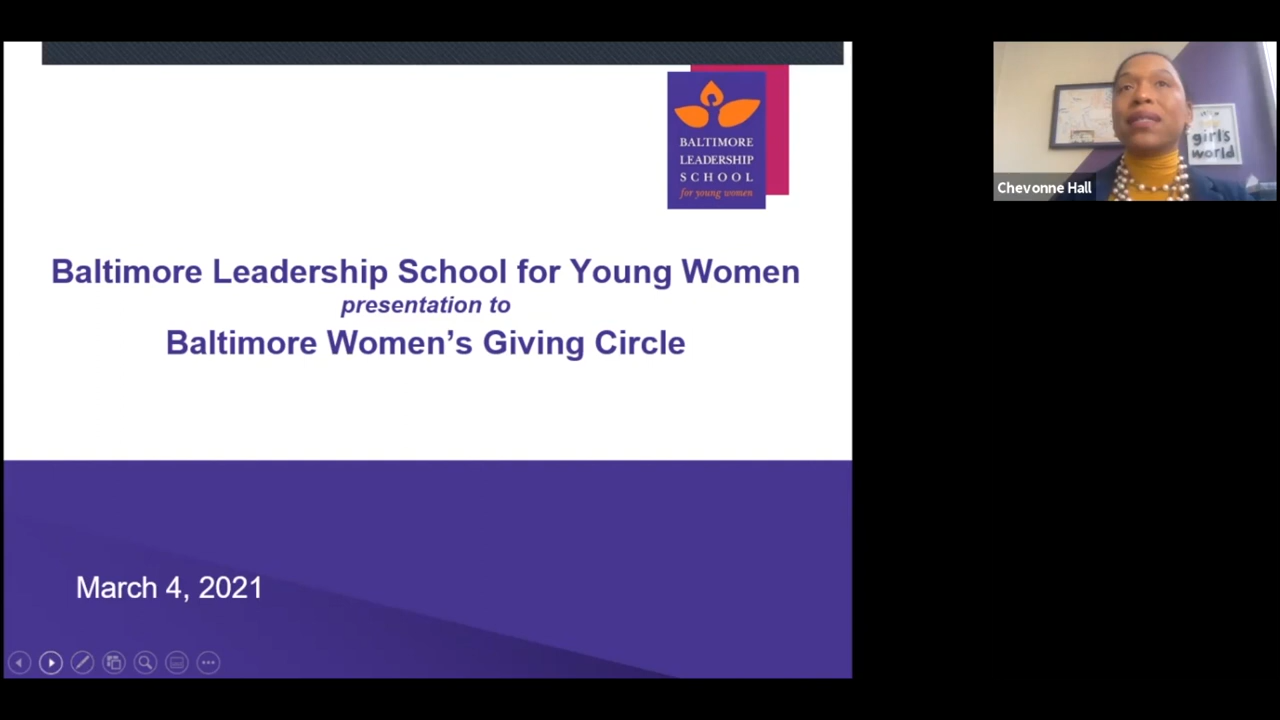 BALTIMORE
LEADERSHIP
SCHOOL
for young women
Baltimore Leadership School for Young Women
presentation to
Baltimore Women's Giving Circle
March 4, 2021
Chevonne Hall
girl's
world